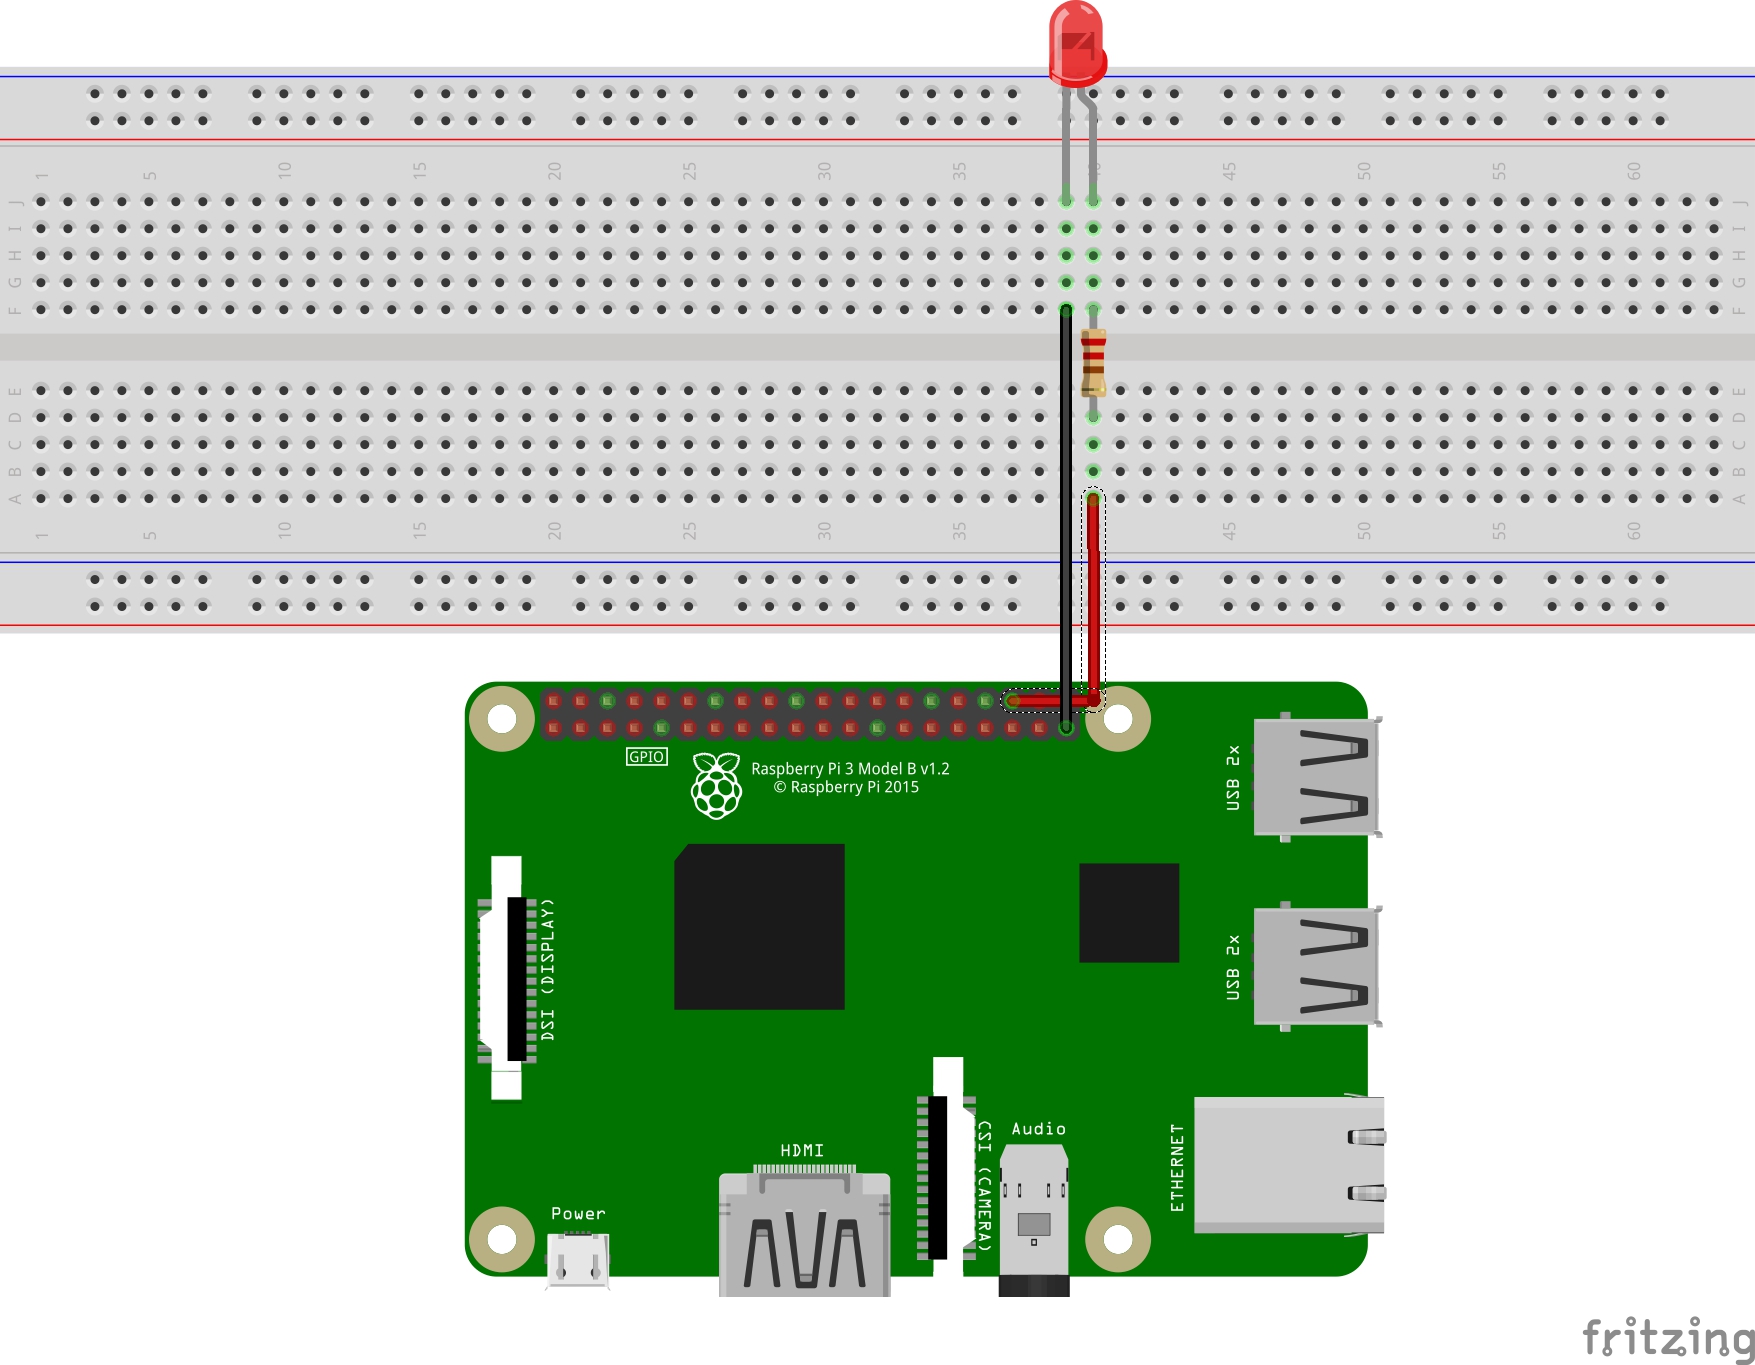 1 5 10 15 20 25 30 35 45 50 55 60
J J
I I
H H
G G
F F
E E
D D
C C
B B
A A
1 5 10 15 20 25 30 35 45 50 55 60
GPIO
Raspberry Pi 3 Model B v1.2
© Raspberry Pi 2015
USB 2x
DSI (DISPLAY)
USB 2x
CSI (CAMERA)
Audio
ETHERNET
HDMI
Power
fritzing